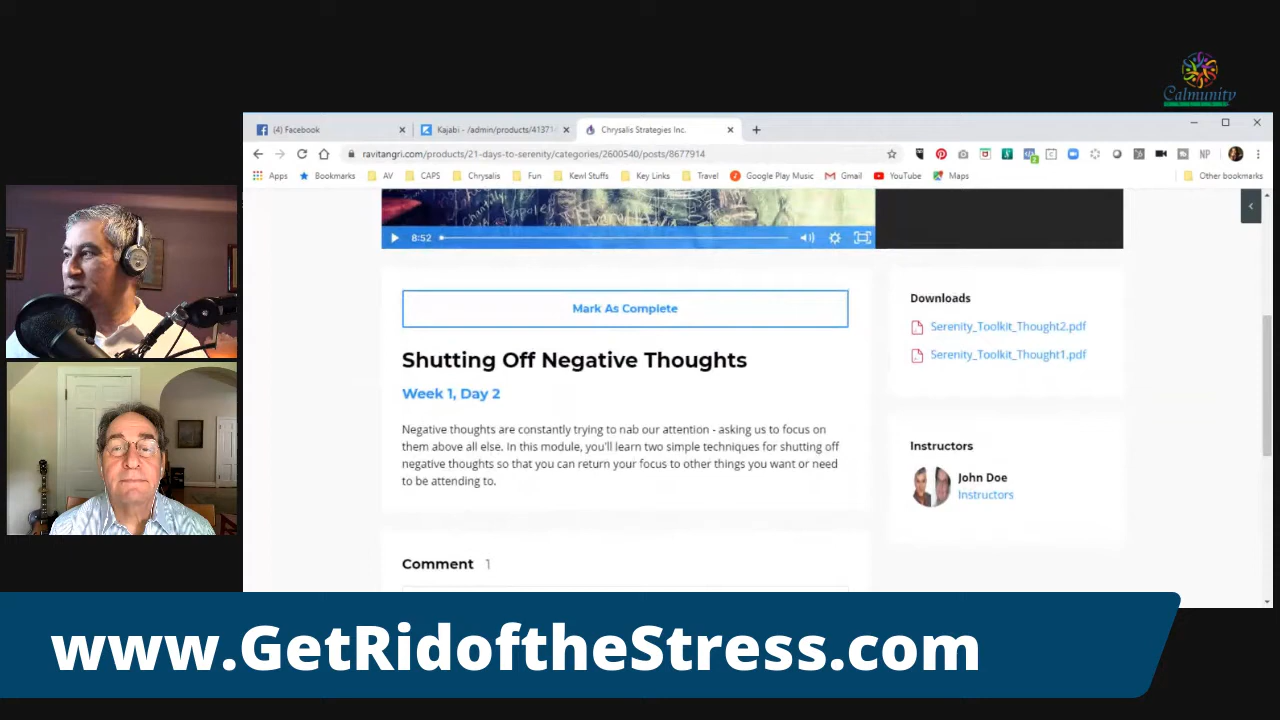 Calmunity
(4) Facebook
Kajabi - /admin/products/41371
Chrysalis Strategies Inc.
ravitangri.com/products/21-days-to-serenity/categories/2600540/posts/8677914
Apps
Bookmarks
AV
CAPS
Chrysalis
Fun
Kewl Stuffs
Key Links
Travel
Google Play Music
Gmail
YouTube
Maps
Other bookmarks
8:52
Mark As Complete
Shutting Off Negative Thoughts
Week 1, Day 2
Negative thoughts are constantly trying to nab our attention - asking us to focus on
them above all else. In this module, you'll learn two simple techniques for shutting off
negative thoughts so that you can return your focus to other things you want or need
to be attending to.
Comment 1
Downloads
Serenity_Toolkit_Thought2.pdf
Serenity_Toolkit_Thought1.pdf
Instructors
John Doe
Instructors
www.GetRidoftheStress.com